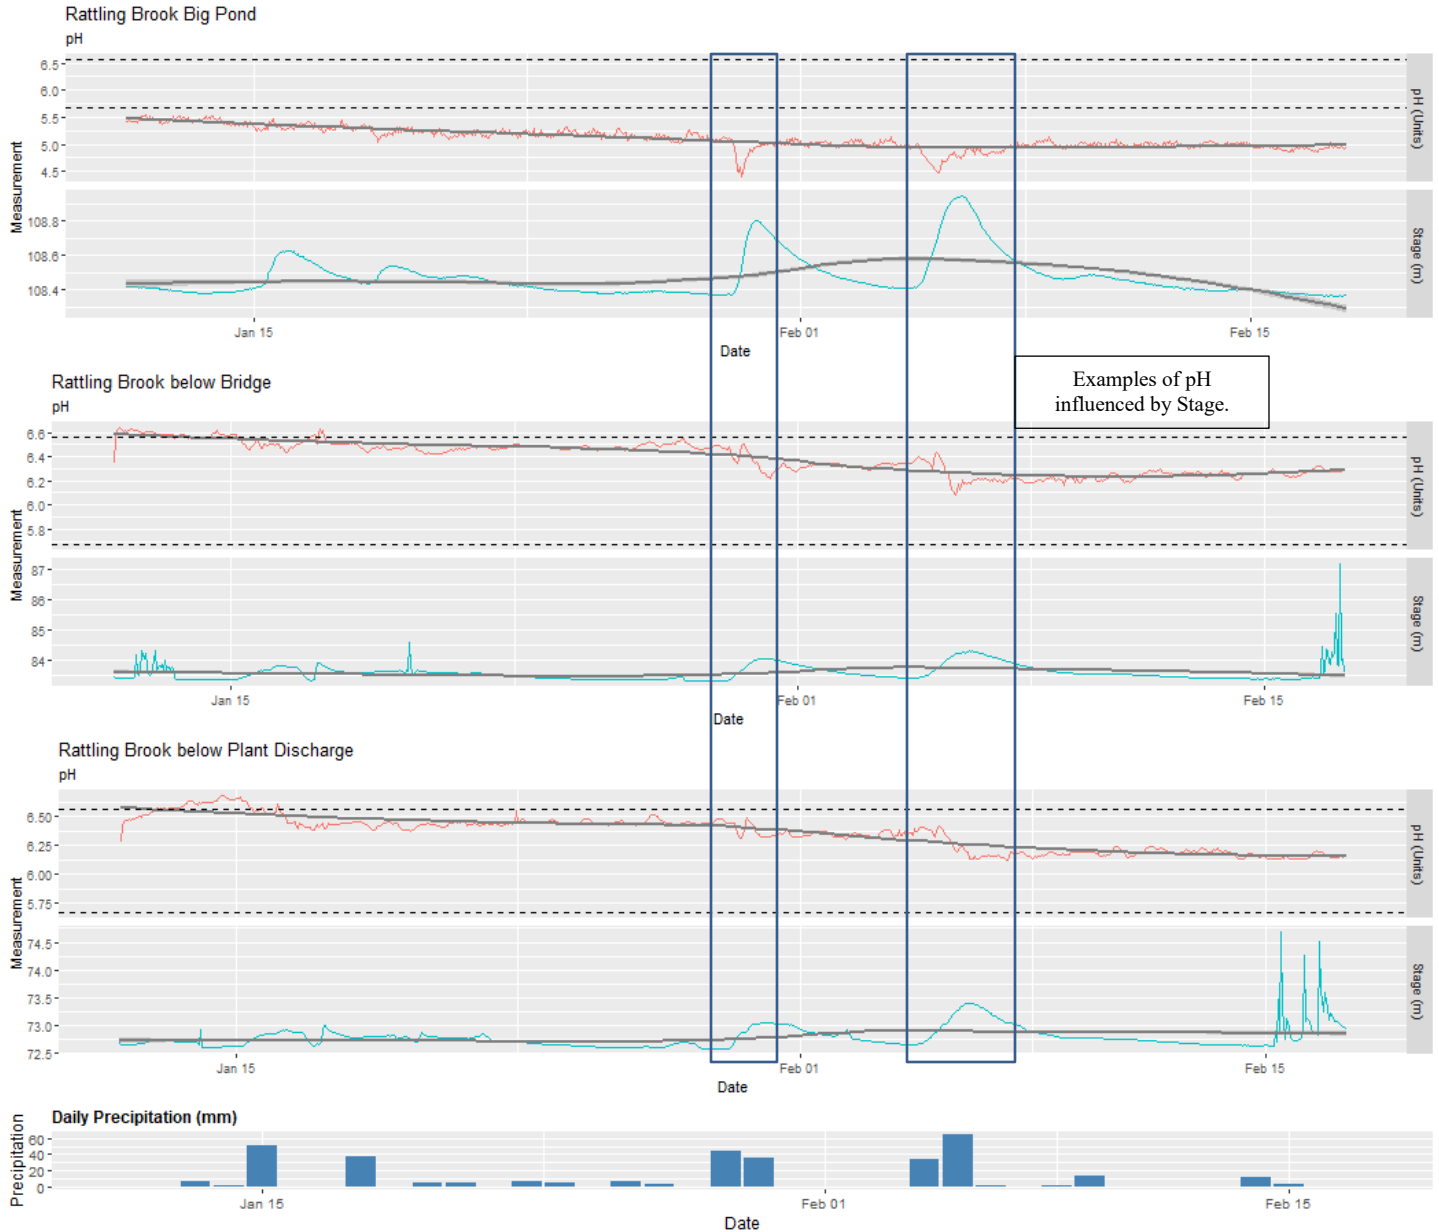 Rattling Brook Big Pond
pH
6.5
6.0
5.5
5.0
4.5
pH (Units)
Measurement
108.8
108.6
108.4
Stage (m)
Jan 15
Feb 01
Feb 15
Date
Examples of pH
influenced by Stage.
Rattling Brook below Bridge
pH
6.6
6.4
6.2
6.0
5.8
pH (Units)
Measurement
87
86
85
84
Stage (m)
Jan 15
Feb 01
Feb 15
Date
Rattling Brook below Plant Discharge
pH
6.50
6.25
6.00
5.75
pH (Units)
Measurement
74.5
74.0
73.5
73.0
72.5
Stage (m)
Jan 15
Feb 01
Feb 15
Date
Daily Precipitation (mm)
Precipitation
60
40
20
0
Jan 15
Feb 01
Feb 15
Date